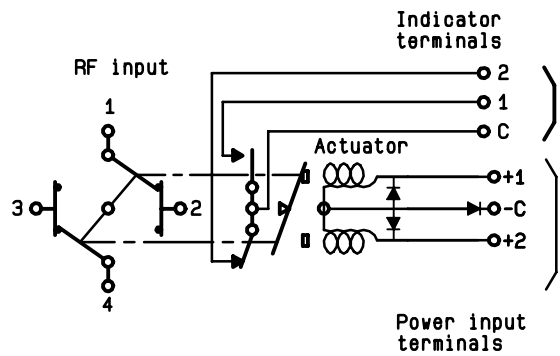 Indicator
terminals
RF input
2
1
1
C
Actuator
+1
3
2
-C
+2
4
Power input
terminals